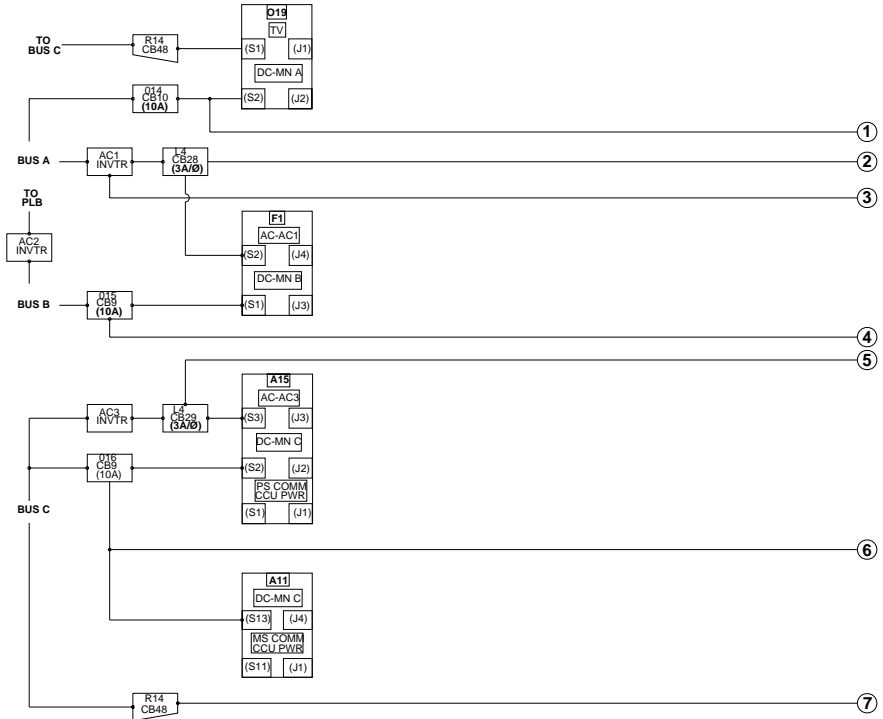 O19
TV
TO
BUS C
R14
CB48
(S1)
(J1)
DC-MN A
014
CB10
(10A)
(S2)
(J2)
1
BUS A
AC1
INVTR
L4
CB28
(3A/Ø)
2
3
TO
PLB
AC2
INVTR
F1
AC-AC1
(S2)
(J4)
DC-MN B
BUS B
015
CB9
(10A)
(S1)
(J3)
4
5
A15
AC-AC3
AC3
INVTR
L4
CB29
(3A/Ø)
(S3)
(J3)
DC-MN C
016
CB9
(10A)
(S2)
(J2)
PS COMM
CCU PWR
BUS C
(S1)
(J1)
6
A11
DC-MN C
(S13)
(J4)
MS COMM
CCU PWR
(S11)
(J1)
R14
CB48
7